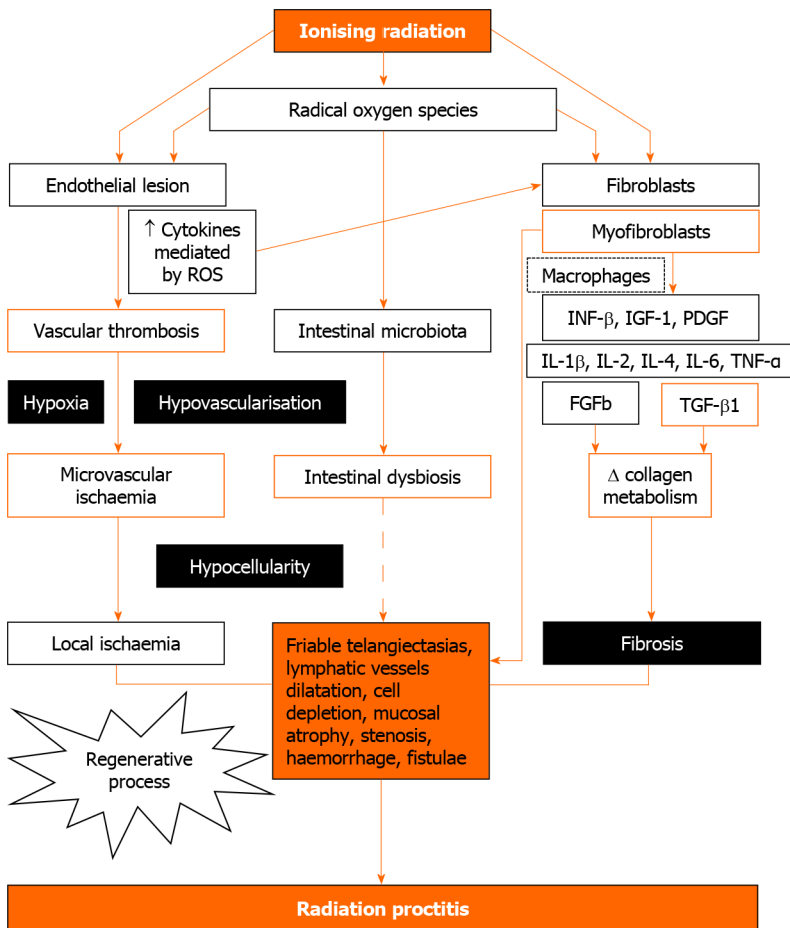 Ionising radiation
Radical oxygen species
Endothelial lesion
Fibroblasts
↑ Cytokines
mediated
by ROS
Myofibroblasts
Macrophages
Vascular thrombosis
Intestinal microbiota
INF-β, IGF-1, PDGF
IL-1β, IL-2, IL-4, IL-6, TNF-α
Hypoxia
Hypovascularisation
FGFb
TGF-β1
Microvascular
ischaemia
Intestinal dysbiosis
Δ collagen
metabolism
Hypocellularity
Local ischaemia
Friable telangiectasias,
lymphatic vessels
dilatation, cell
depletion, mucosal
atrophy, stenosis,
haemorrhage, fistulae
Fibrosis
Regenerative
process
Radiation proctitis